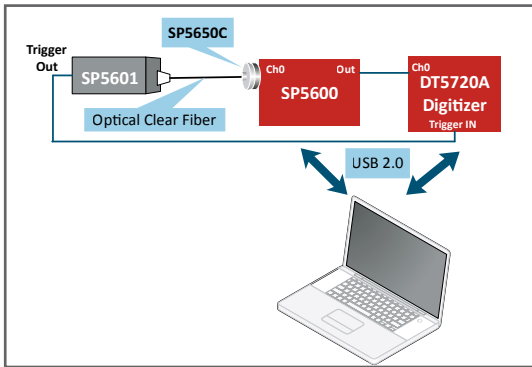 SP5650C
Trigger
Out
SP5601
Optical Clear Fiber
Ch0
Out
SP5600
Ch0
DT5720A
Digitizer
Trigger IN
USB 2.0